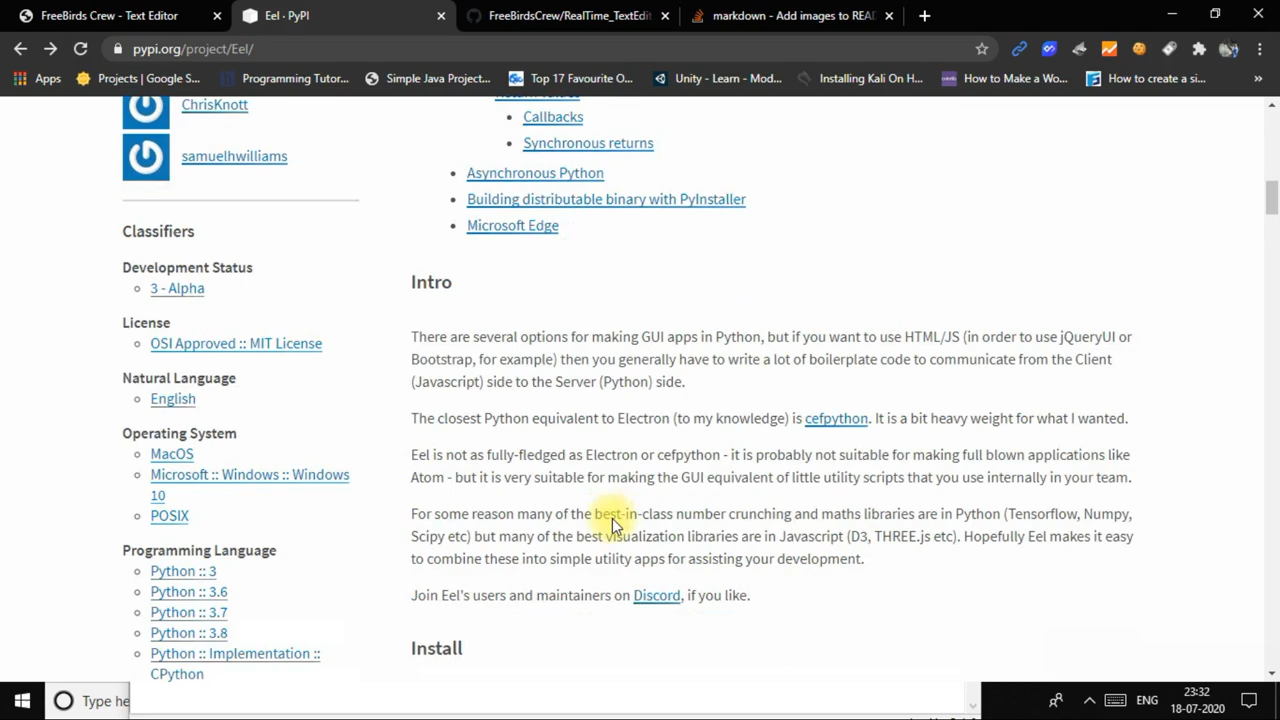 FreeBirds Crew - Text Editor
Eel · PyPI
FreeBirdsCrew/RealTime_TextEdit
markdown - Add images to READ
pypi.org/project/Eel/
Apps
Projects | Google S...
Programming Tutor...
Simple Java Project...
Top 17 Favourite O...
Unity - Learn - Mod...
Installing Kali On H...
How to Make a Wo...
How to create a si...
ChrisKnott
samuelhwilliams
Classifiers
Development Status
3 - Alpha
License
OSI Approved :: MIT License
Natural Language
English
Operating System
MacOS
Microsoft :: Windows :: Windows
10
POSIX
Programming Language
Python :: 3
Python :: 3.6
Python :: 3.7
Python :: 3.8
Python :: Implementation ::
CPython
Return values
Callbacks
Synchronous returns
Asynchronous Python
Building distributable binary with PyInstaller
Microsoft Edge
Intro
There are several options for making GUI apps in Python, but if you want to use HTML/JS (in order to use jQueryUI or
Bootstrap, for example) then you generally have to write a lot of boilerplate code to communicate from the Client
(Javascript) side to the Server (Python) side.
The closest Python equivalent to Electron (to my knowledge) is cefpython. It is a bit heavy weight for what I wanted.
Eel is not as fully-fledged as Electron or cefpython - it is probably not suitable for making full blown applications like
Atom - but it is very suitable for making the GUI equivalent of little utility scripts that you use internally in your team.
For some reason many of the best-in-class number crunching and maths libraries are in Python (Tensorflow, Numpy,
Scipy etc) but many of the best visualization libraries are in Javascript (D3, THREE.js etc). Hopefully Eel makes it easy
to combine these into simple utility apps for assisting your development.
Join Eel's users and maintainers on Discord, if you like.
Install
Type he
ENG
23:32
18-07-2020